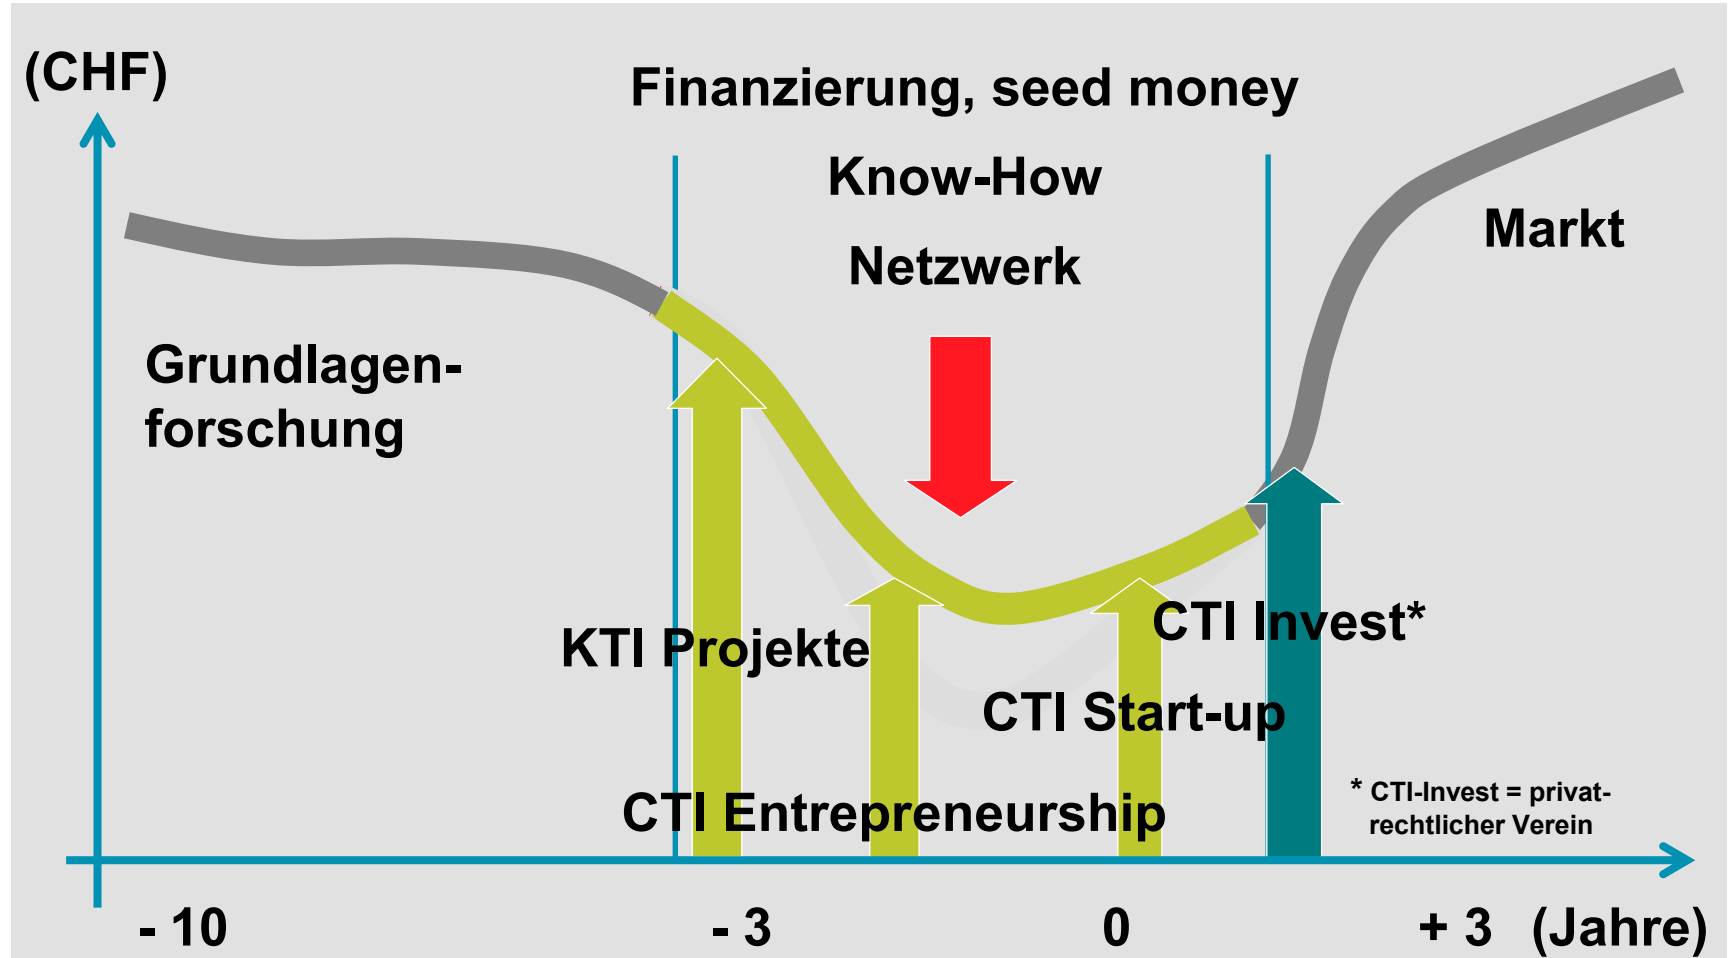 (CHF)
Finanzierung, seed money
Know-How
Netzwerk
Markt
Grundlagen-
forschung
CTI Invest*
KTI Projekte
CTI Start-up
CTI Entrepreneurship
* CTI-Invest = privat-
rechtlicher Verein
- 10 - 3 0 + 3 (Jahre)